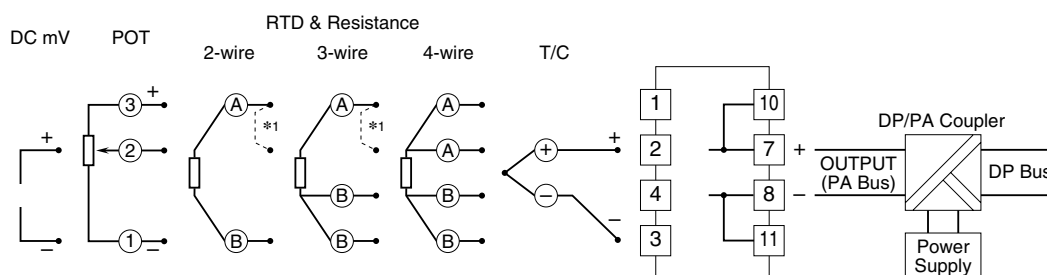 RTD & Resistance
DC mV POT 2-wire 3-wire 4-wire T/C
3 + A *1 A *1 A 1 10
DP/PA Coupler
+ 2 A + + 2 7 + OUTPUT
(PA Bus) DP Bus
B B − 4 8 −
− 1 − B B B − 3 11
Power
Supply